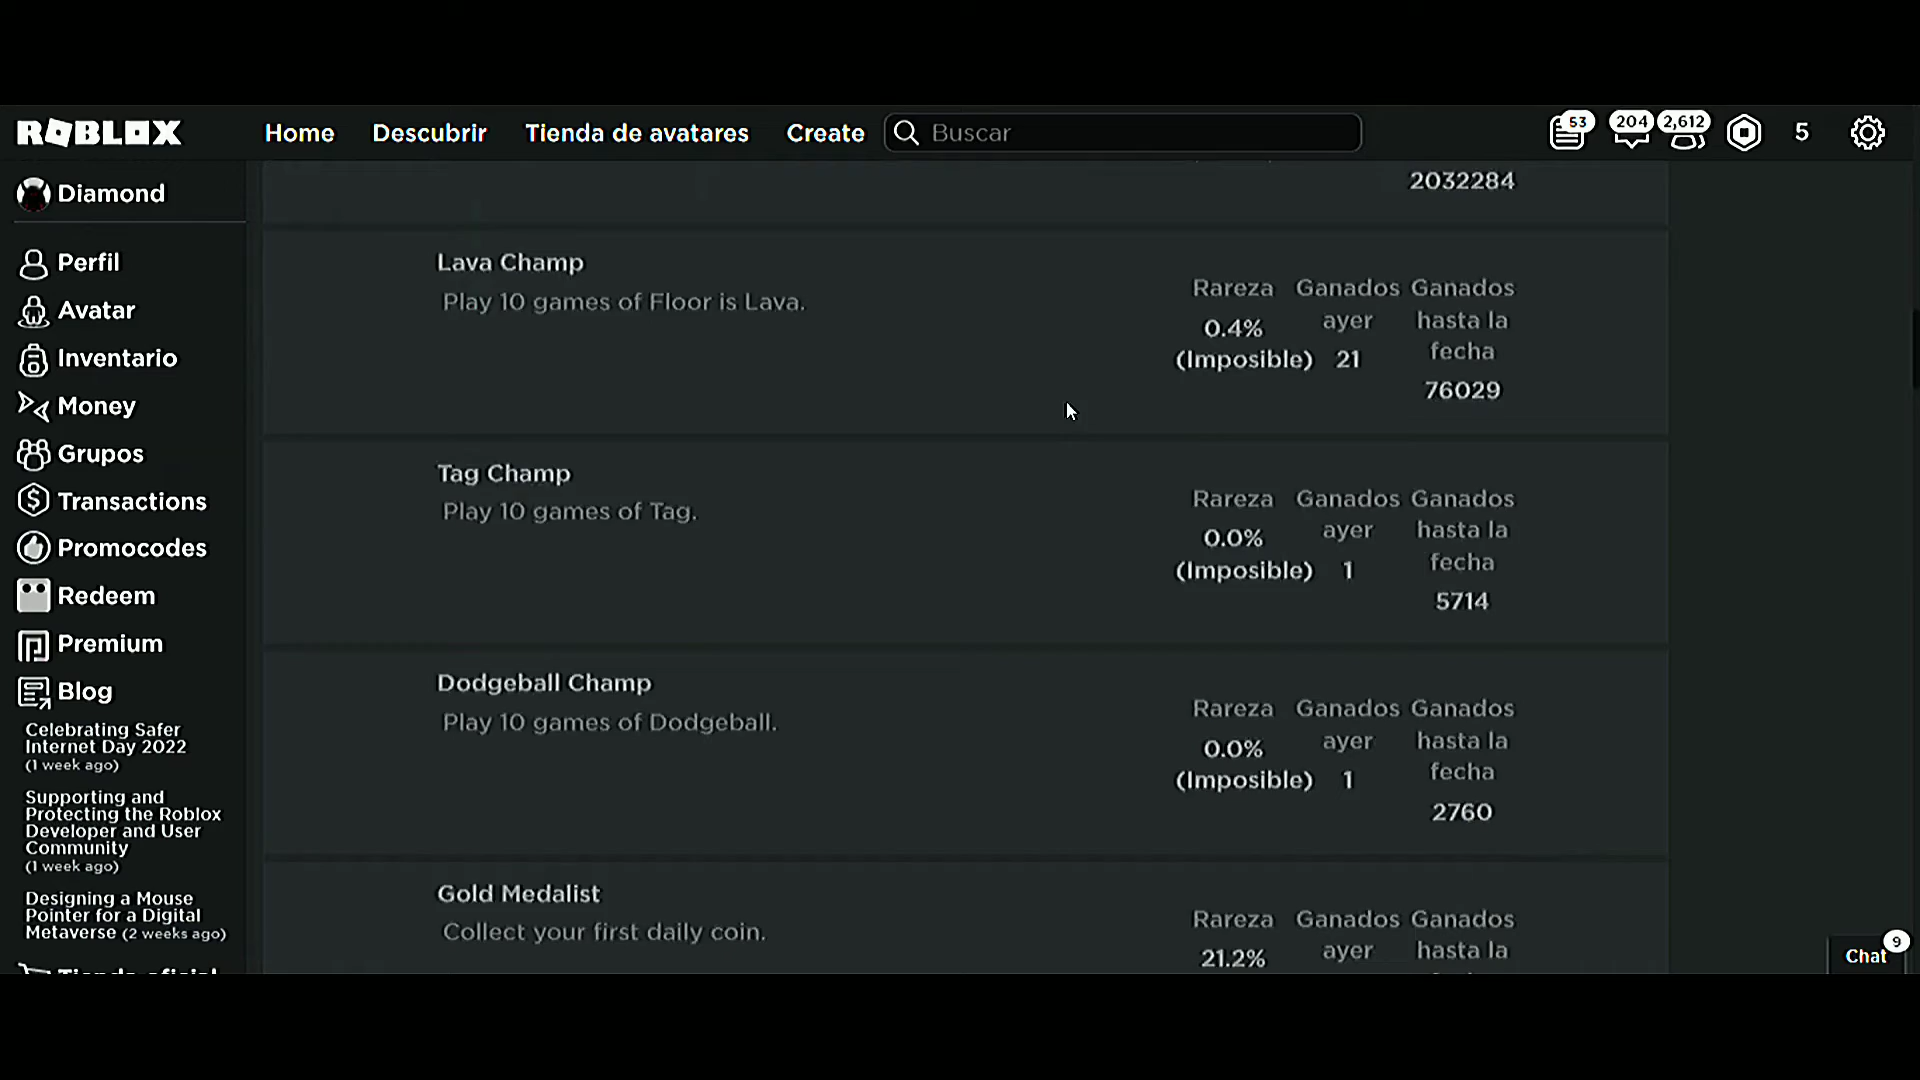 ROBLOX Home Descubrir Tienda de avatares Create Buscar 53 204 2,612 5
Diamond
Perfil
Avatar
Inventario
Money
Grupos
Transactions
Promocodes
Redeem
Premium
Blog
Celebrating Safer
Internet Day 2022
(1 week ago)
Supporting and
Protecting the Roblox
Developer and User
Community
(1 week ago)
Designing a Mouse
Pointer for a Digital
Metaverse (2 weeks ago)
Tienda oficial
2032284
Lava Champ
Play 10 games of Floor is Lava.
Rareza Ganados Ganados
ayer hasta la
0.4%
fecha
(Imposible) 21
76029
Tag Champ
Play 10 games of Tag.
Rareza Ganados Ganados
ayer hasta la
0.0%
fecha
(Imposible) 1
5714
Dodgeball Champ
Play 10 games of Dodgeball.
Rareza Ganados Ganados
ayer hasta la
0.0%
fecha
(Imposible) 1
2760
Gold Medalist
Collect your first daily coin.
Rareza Ganados Ganados
ayer hasta la
21.2%
Chat 9